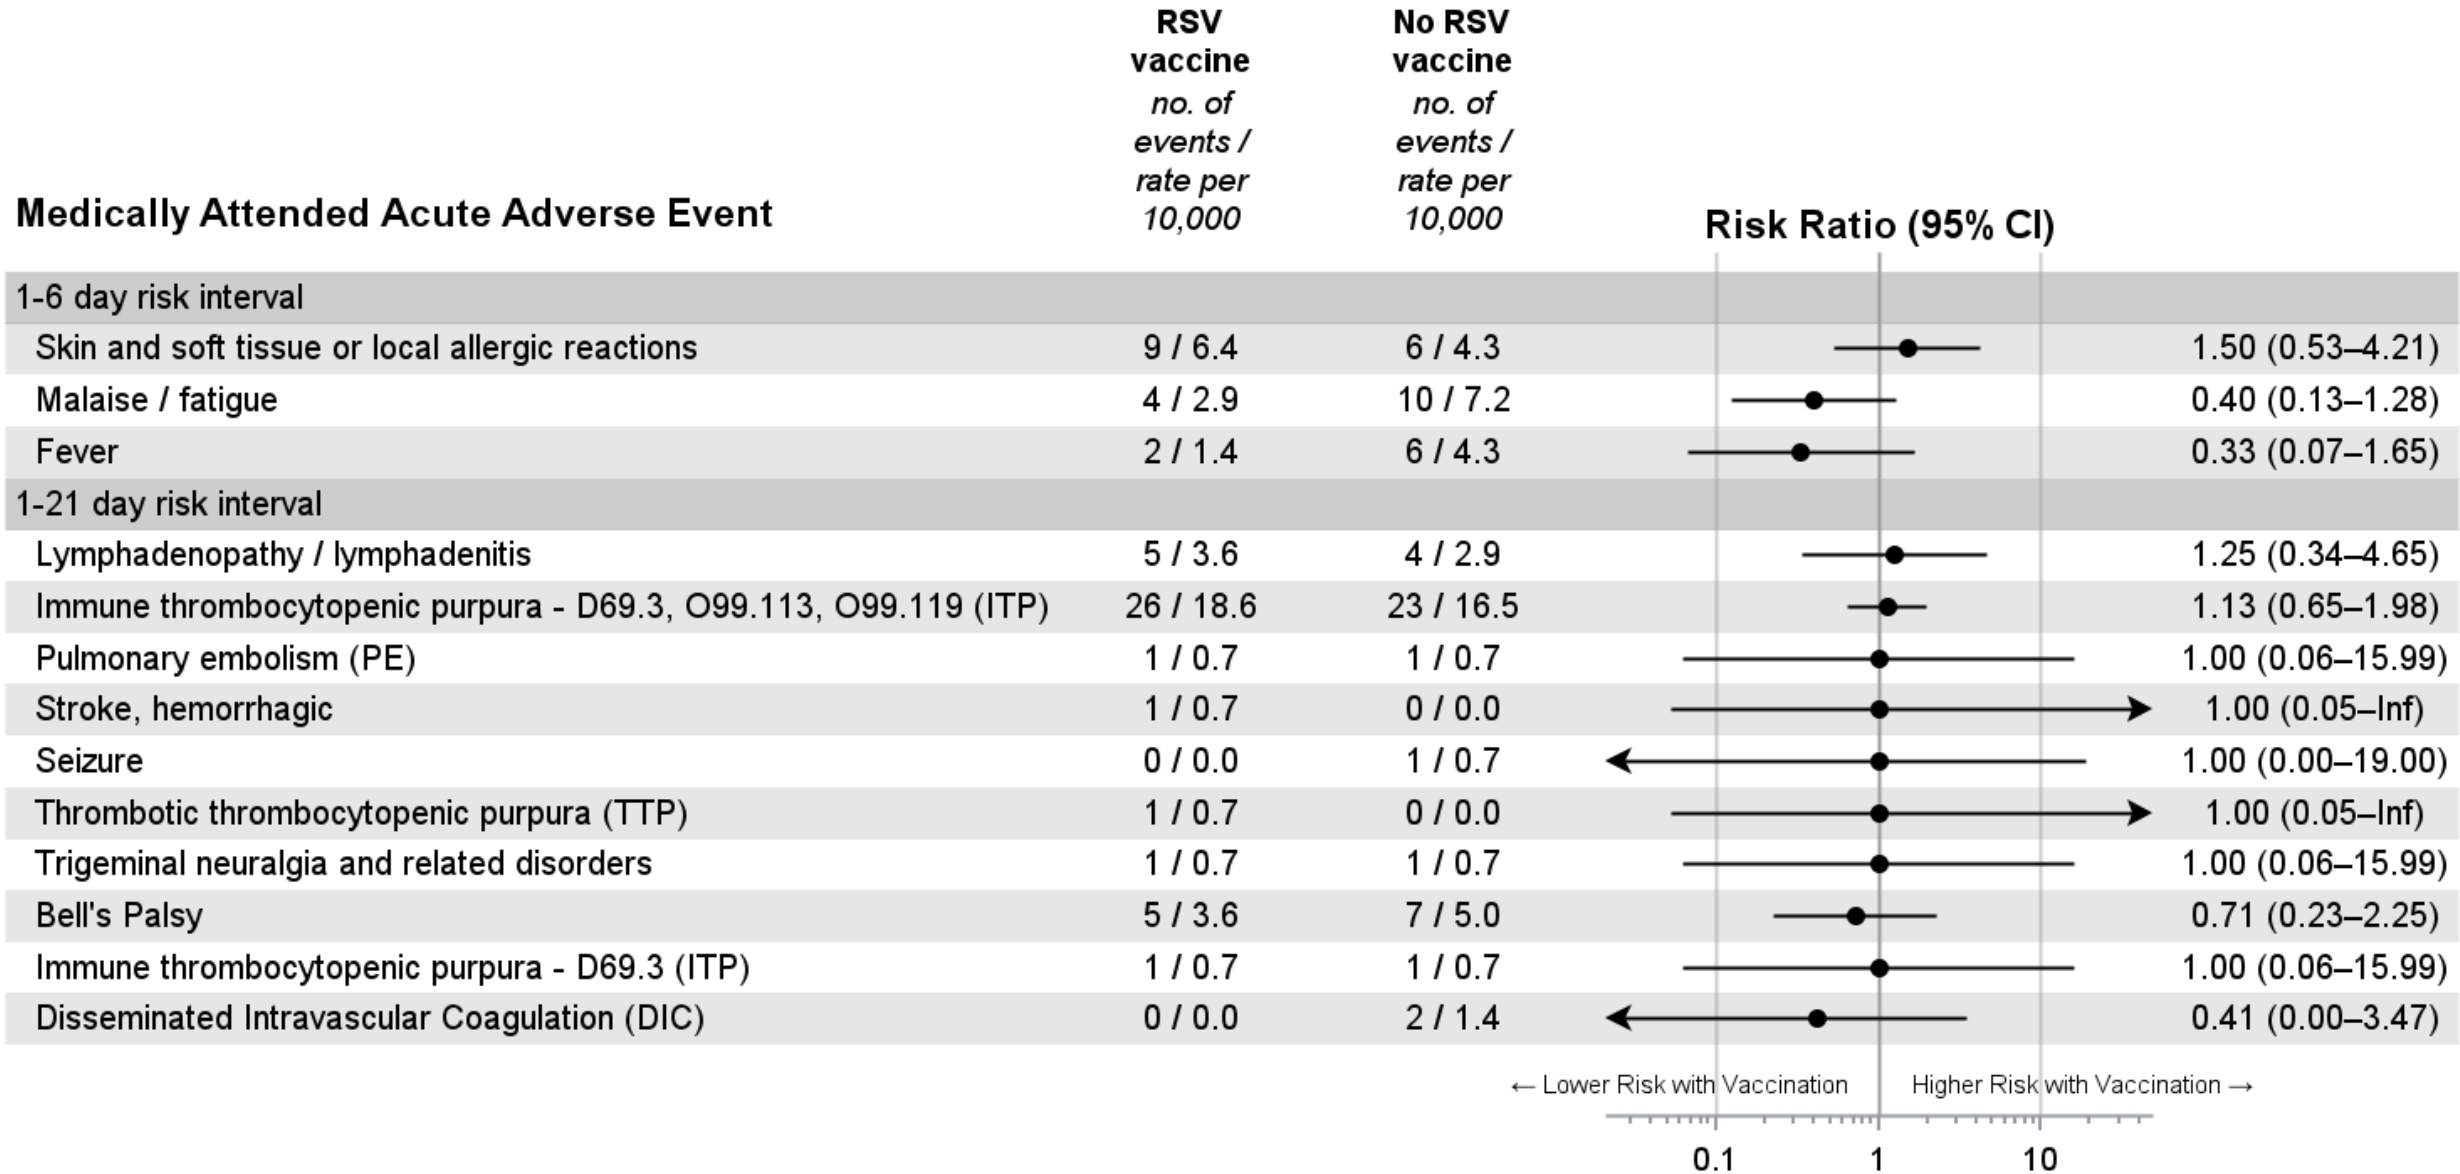 RSV vaccine
no. of events / rate per 10,000
No RSV vaccine
no. of events / rate per 10,000
Medically Attended Acute Adverse Event
Risk Ratio (95% CI)
1-6 day risk interval
Skin and soft tissue or local allergic reactions 9 / 6.4 6 / 4.3 1.50 (0.53–4.21)
Malaise / fatigue 4 / 2.9 10 / 7.2 0.40 (0.13–1.28)
Fever 2 / 1.4 6 / 4.3 0.33 (0.07–1.65)
1-21 day risk interval
Lymphadenopathy / lymphadenitis 5 / 3.6 4 / 2.9 1.25 (0.34–4.65)
Immune thrombocytopenic purpura - D69.3, O99.113, O99.119 (ITP) 26 / 18.6 23 / 16.5 1.13 (0.65–1.98)
Pulmonary embolism (PE) 1 / 0.7 1 / 0.7 1.00 (0.06–15.99)
Stroke, hemorrhagic 1 / 0.7 0 / 0.0 1.00 (0.05–Inf)
Seizure 0 / 0.0 1 / 0.7 1.00 (0.00–19.00)
Thrombotic thrombocytopenic purpura (TTP) 1 / 0.7 0 / 0.0 1.00 (0.05–Inf)
Trigeminal neuralgia and related disorders 1 / 0.7 1 / 0.7 1.00 (0.06–15.99)
Bell's Palsy 5 / 3.6 7 / 5.0 0.71 (0.23–2.25)
Immune thrombocytopenic purpura - D69.3 (ITP) 1 / 0.7 1 / 0.7 1.00 (0.06–15.99)
Disseminated Intravascular Coagulation (DIC) 0 / 0.0 2 / 1.4 0.41 (0.00–3.47)
← Lower Risk with Vaccination Higher Risk with Vaccination →
0.1 1 10